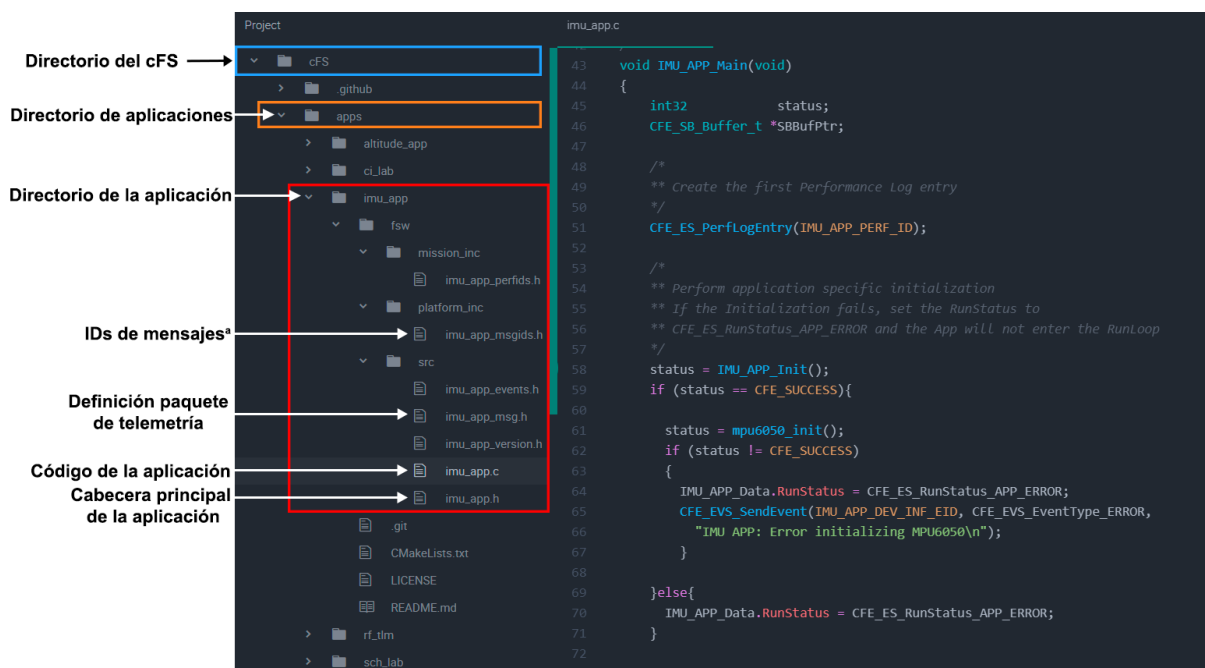 Project
Directorio del cFS
cFS
.github
Directorio de aplicaciones
apps
altitude_app
ci_lab
Directorio de la aplicación
imu_app
fsw
mission_inc
imu_app_perfids.h
platform_inc
IDs de mensajesª
imu_app_msgids.h
src
imu_app_events.h
Definición paquete
de telemetría
imu_app_msg.h
imu_app_version.h
Código de la aplicación
imu_app.c
Cabecera principal
de la aplicación
imu_app.h
.git
CMakeLists.txt
LICENSE
README.md
rf_tlm
sch_lab
imu_app.c
43 void IMU_APP_Main(void)
44 {
45 int32 status;
46 CFE_SB_Buffer_t *SBBufPtr;
47
48 /*
49 ** Create the first Performance Log entry
50 */
51 CFE_ES_PerfLogEntry(IMU_APP_PERF_ID);
52
53 /*
54 ** Perform application specific initialization
55 ** If the Initialization fails, set the RunStatus to
56 ** CFE_ES_RunStatus_APP_ERROR and the App will not enter the RunLoop
57 */
58 status = IMU_APP_Init();
59 if (status == CFE_SUCCESS){
60
61 status = mpu6050_init();
62 if (status != CFE_SUCCESS)
63 {
64 IMU_APP_Data.RunStatus = CFE_ES_RunStatus_APP_ERROR;
65 CFE_EVS_SendEvent(IMU_APP_DEV_INF_EID, CFE_EVS_EventType_ERROR,
66 "IMU APP: Error initializing MPU6050\n");
67 }
68
69 }else{
70 IMU_APP_Data.RunStatus = CFE_ES_RunStatus_APP_ERROR;
71 }
72